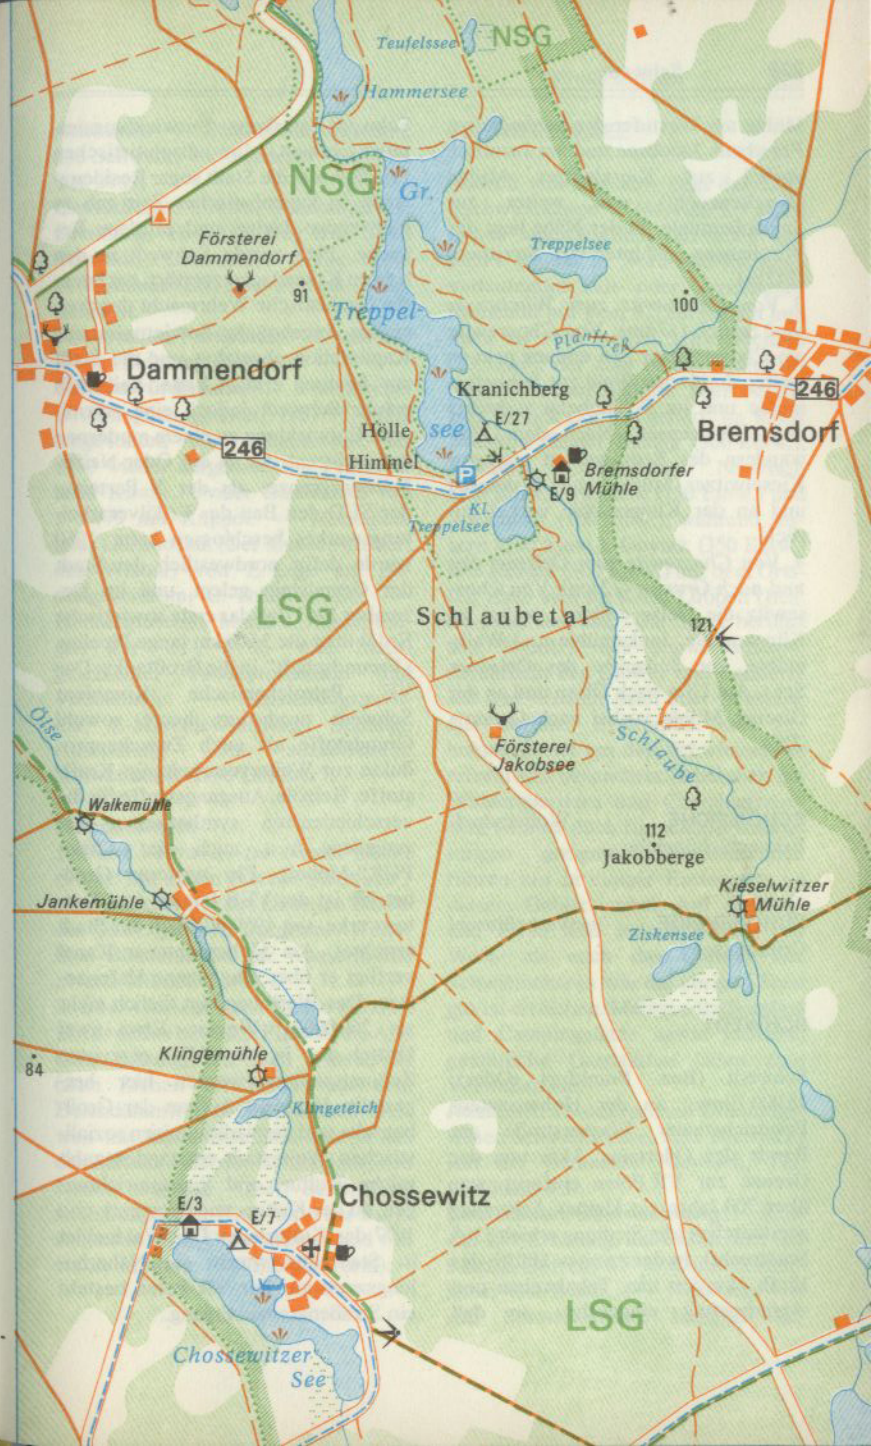 Teufelssee
NSG
Hammersee
NSG
Gr.
Försterei
Dammendorf
Treppelsee
91
100
Treppel-
Planfließ
Dammendorf
Kranichberg
246
E/27
Hölle
see
Bremsdorf
246
Himmel
P
Bremsdorfer
Mühle
E/9
Kl.
Treppelsee
LSG
Schlaubetal
121
Ölse
Försterei
Jakobsee
Schlaube
Walkemühle
112
Jakobberge
Kieselwitzer
Mühle
Jankemühle
Ziskensee
Klingemühle
84
Klingeteich
Chossewitz
E/3
E/7
LSG
Chossewitzer
See